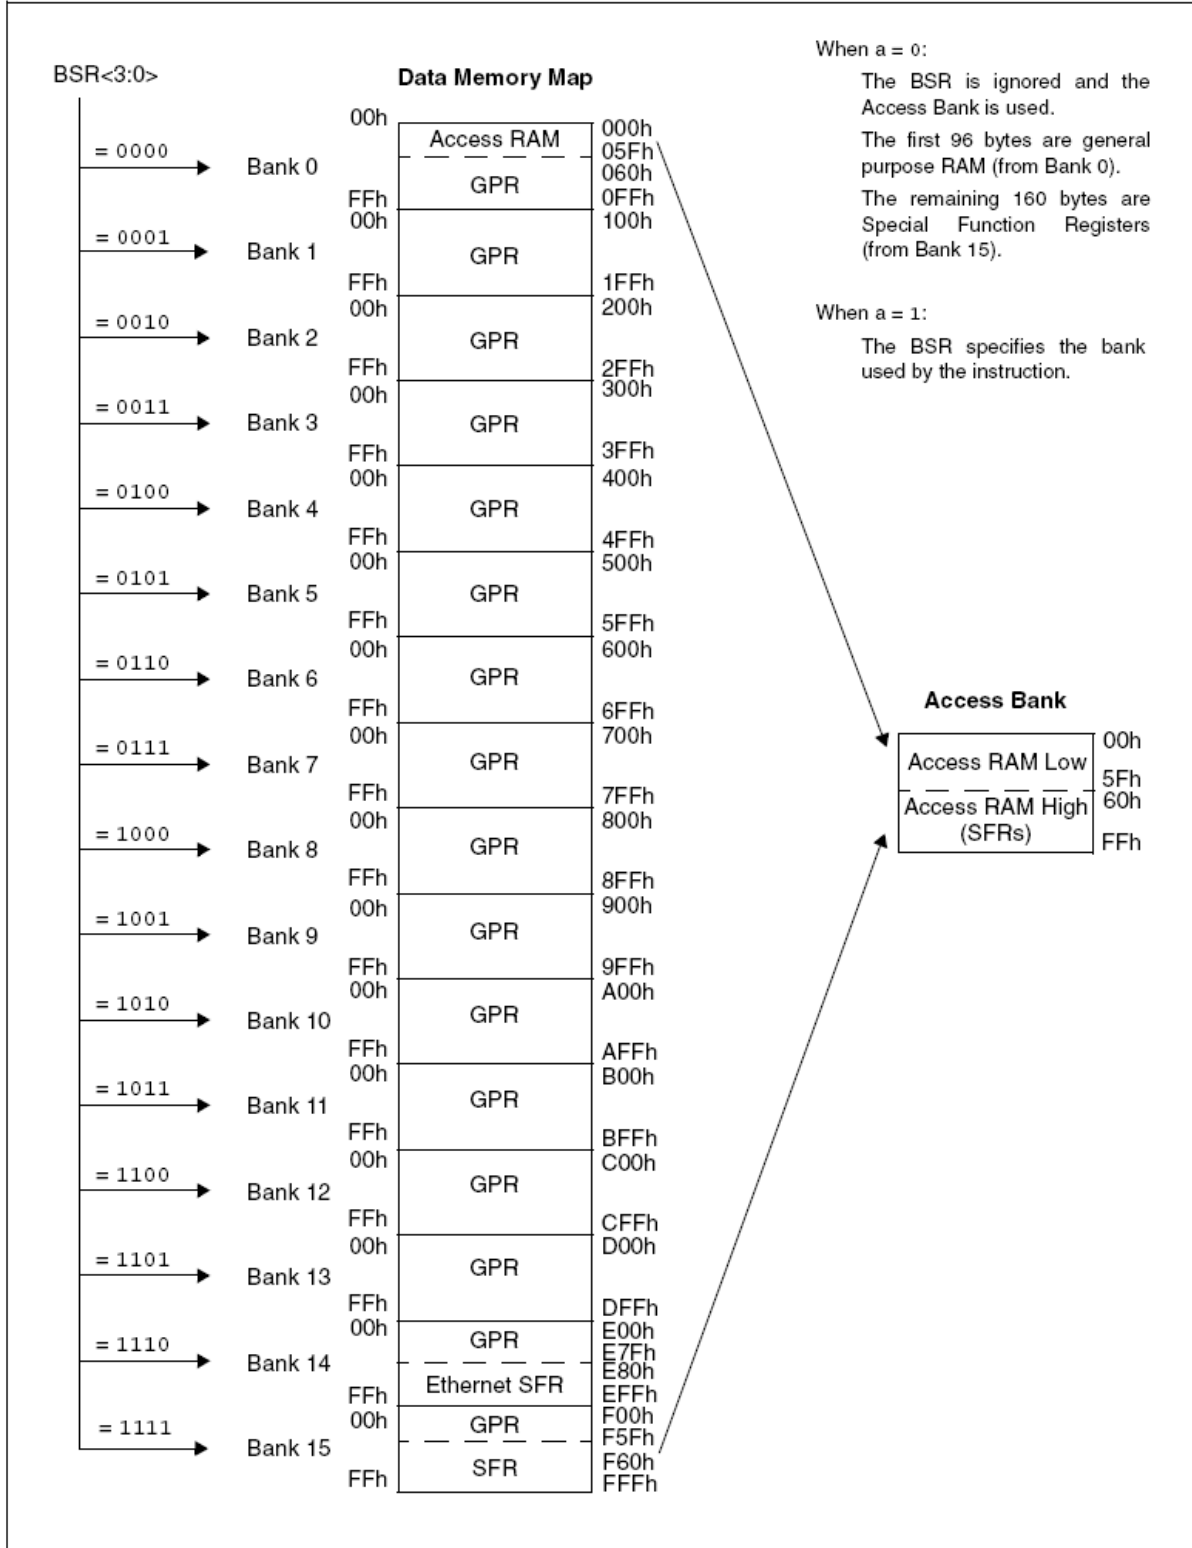 BSR<3:0>
Data Memory Map
When a = 0:
The BSR is ignored and the
Access Bank is used.
The first 96 bytes are general
purpose RAM (from Bank 0).
The remaining 160 bytes are
Special Function Registers
(from Bank 15).
When a = 1:
The BSR specifies the bank
used by the instruction.
= 0000
Bank 0
00h
FFh
Access RAM
GPR
000h
05Fh
060h
0FFh
= 0001
Bank 1
00h
FFh
GPR
100h
1FFh
= 0010
Bank 2
00h
FFh
GPR
200h
2FFh
= 0011
Bank 3
00h
FFh
GPR
300h
3FFh
= 0100
Bank 4
00h
FFh
GPR
400h
4FFh
= 0101
Bank 5
00h
FFh
GPR
500h
5FFh
= 0110
Bank 6
00h
FFh
GPR
600h
6FFh
= 0111
Bank 7
00h
FFh
GPR
700h
7FFh
= 1000
Bank 8
00h
FFh
GPR
800h
8FFh
= 1001
Bank 9
00h
FFh
GPR
900h
9FFh
= 1010
Bank 10
00h
FFh
GPR
A00h
AFFh
= 1011
Bank 11
00h
FFh
GPR
B00h
BFFh
= 1100
Bank 12
00h
FFh
GPR
C00h
CFFh
= 1101
Bank 13
00h
FFh
GPR
D00h
DFFh
= 1110
Bank 14
00h
FFh
GPR
Ethernet SFR
E00h
E7Fh
E80h
EFFh
= 1111
Bank 15
00h
FFh
GPR
SFR
F00h
F5Fh
F60h
FFFh
Access Bank
Access RAM Low
Access RAM High
(SFRs)
00h
5Fh
60h
FFh